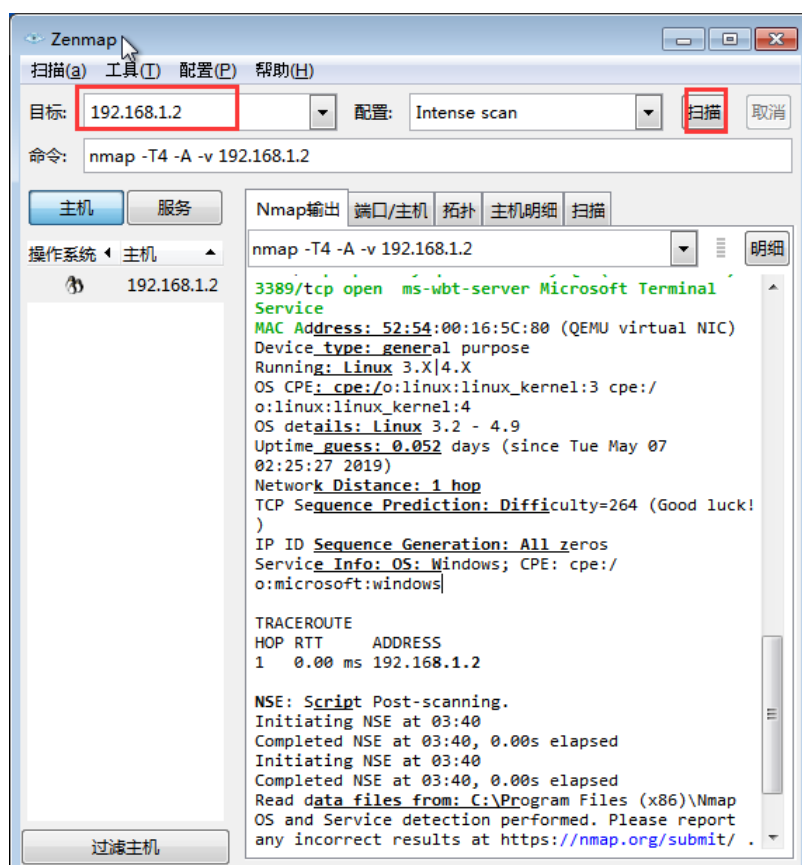 Zenmap
扫描(a) 工具(T) 配置(P) 帮助(H)
目标: 192.168.1.2 配置: Intense scan 扫描 取消
命令: nmap -T4 -A -v 192.168.1.2
主机 服务
Nmap输出 端口/主机 拓扑 主机明细 扫描
操作系统 主机
nmap -T4 -A -v 192.168.1.2 明细
192.168.1.2
3389/tcp open ms-wbt-server Microsoft Terminal
Service
MAC Address: 52:54:00:16:5C:80 (QEMU virtual NIC)
Device type: general purpose
Running: Linux 3.X|4.X
OS CPE: cpe:/o:linux:linux_kernel:3 cpe:/
o:linux:linux_kernel:4
OS details: Linux 3.2 - 4.9
Uptime guess: 0.052 days (since Tue May 07
02:25:27 2019)
Network Distance: 1 hop
TCP Sequence Prediction: Difficulty=264 (Good luck!
)
IP ID Sequence Generation: All zeros
Service Info: OS: Windows; CPE: cpe:/
o:microsoft:windows
TRACEROUTE
HOP RTT ADDRESS
1 0.00 ms 192.168.1.2
NSE: Script Post-scanning.
Initiating NSE at 03:40
Completed NSE at 03:40, 0.00s elapsed
Initiating NSE at 03:40
Completed NSE at 03:40, 0.00s elapsed
Read data files from: C:\Program Files (x86)\Nmap
OS and Service detection performed. Please report
any incorrect results at https://nmap.org/submit/ .
过滤主机